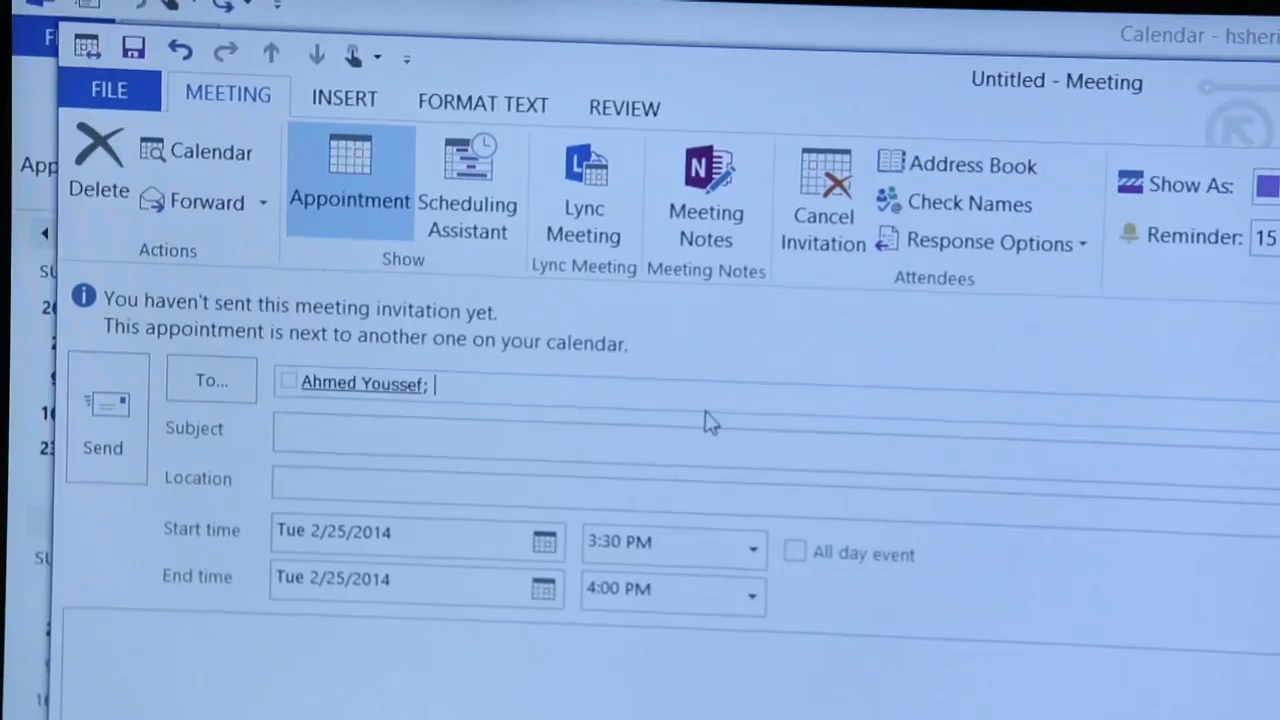 Calendar - hsheri
Untitled - Meeting
FILE MEETING INSERT FORMAT TEXT REVIEW
Delete
Calendar
Forward
Actions
Appointment
Scheduling
Assistant
Show
Lync
Meeting
Lync Meeting
Meeting
Notes
Meeting Notes
Cancel
Invitation
Address Book
Check Names
Response Options
Attendees
Show As:
Reminder: 15
App
You haven't sent this meeting invitation yet.
This appointment is next to another one on your calendar.
Send
To... Ahmed Youssef;
Subject
Location
Start time Tue 2/25/2014 3:30 PM All day event
End time Tue 2/25/2014 4:00 PM